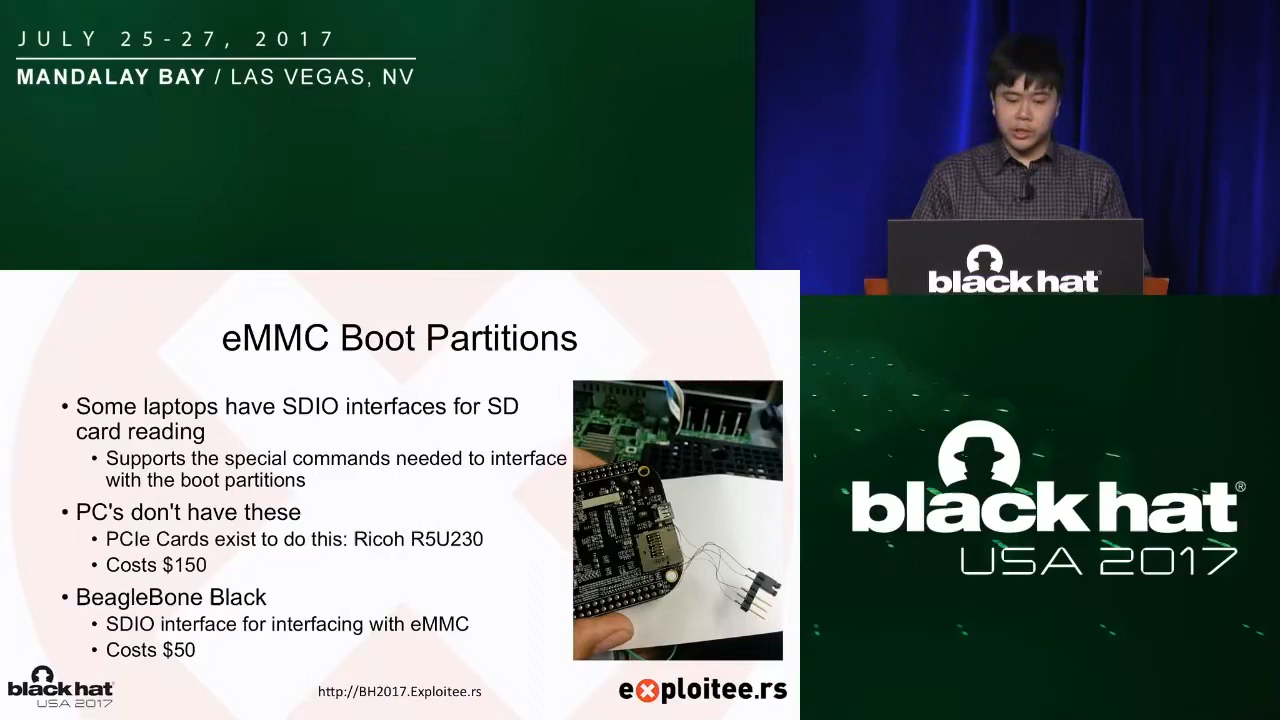 JULY 25-27, 2017
MANDALAY BAY / LAS VEGAS, NV
black hat
eMMC Boot Partitions
• Some laptops have SDIO interfaces for SD
card reading
• Supports the special commands needed to interface
with the boot partitions
• PC's don't have these
• PCIe Cards exist to do this: Ricoh R5U230
• Costs $150
• BeagleBone Black
• SDIO interface for interfacing with eMMC
• Costs $50
black hat
USA 2017
http://BH2017.Exploitee.rs
exploitee.rs
black hat®
USA 2017